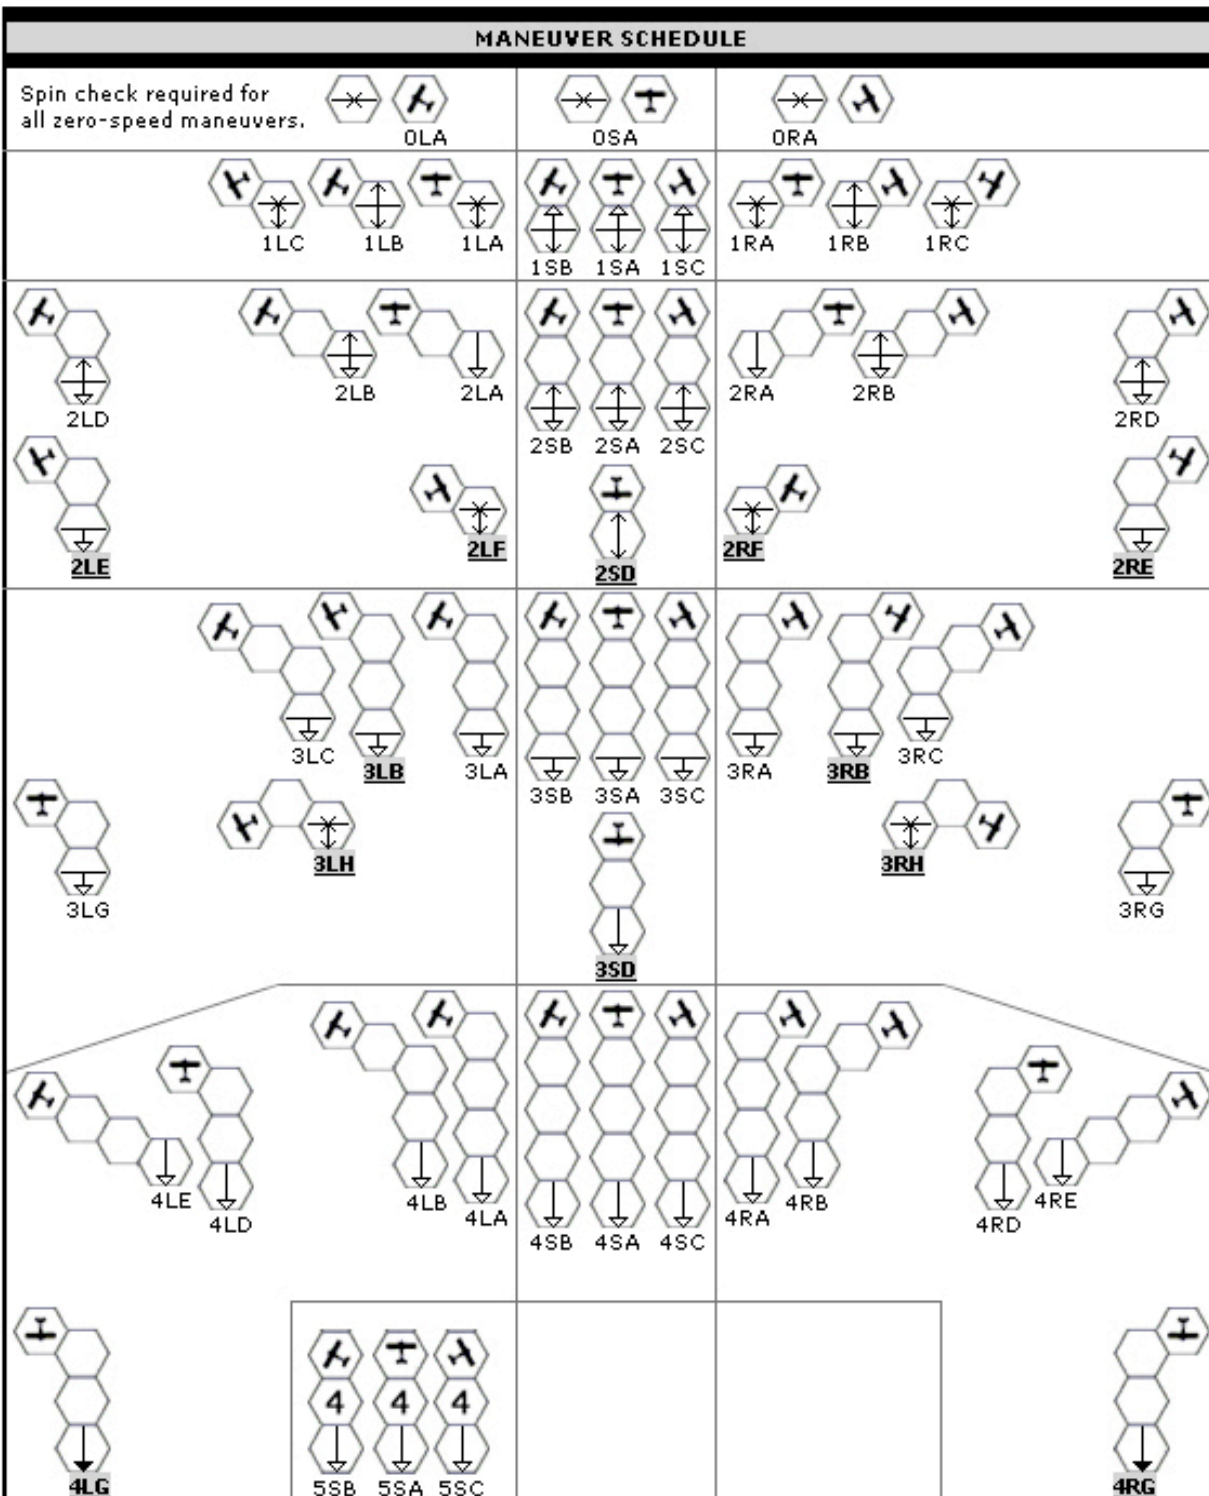 MANEUVER SCHEDULE
Spin check required for
all zero-speed maneuvers.
0LA
0SA
0RA
1LC 1LB 1LA
1SB 1SA 1SC
1RA 1RB 1RC
2LD
2LB 2LA
2SB 2SA 2SC
2RA 2RB
2RD
2LE
2LF
2SD
2RF
2RE
3LC 3LB 3LA
3SB 3SA 3SC
3RA 3RB 3RC
3LG
3LH
3SD
3RH
3RG
4LE 4LD
4LB 4LA
4SB 4SA 4SC
4RA 4RB
4RD 4RE
4 4 4
4LG
5SB 5SA 5SC
4RG